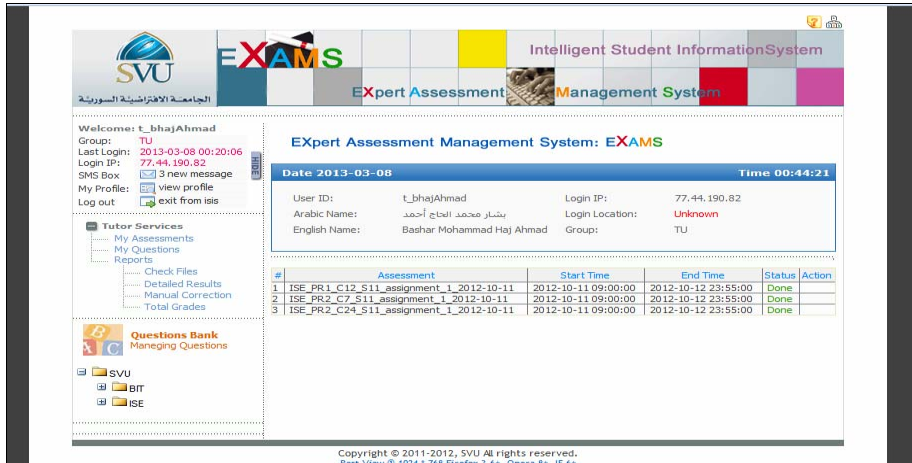 SVU
الجامعـة الافتراضيـة السوريـة
EXAMS
Intelligent Student InformationSystem
EXpert Assessment Management System
Welcome: t_bhajAhmad
Group: TU
Last Login: 2013-03-08 00:20:06
Login IP: 77.44.190.82
SMS Box 3 new message
My Profile: view profile
Log out exit from isis
HIDE
Tutor Services
My Assessments
My Questions
Reports
Check Files
Detailed Results
Manual Correction
Total Grades
Questions Bank
Maneging Questions
SVU
BIT
ISE
EXpert Assessment Management System: EXAMS
Date 2013-03-08 Time 00:44:21
User ID: t_bhajAhmad Login IP: 77.44.190.82
Arabic Name: بشار محمد الحاج أحمد Login Location: Unknown
English Name: Bashar Mohammad Haj Ahmad Group: TU
# Assessment Start Time End Time Status Action
1 ISE_PR1_C12_S11_assignment_1_2012-10-11 2012-10-11 09:00:00 2012-10-12 23:55:00 Done
2 ISE_PR2_C7_S11_assignment_1_2012-10-11 2012-10-11 09:00:00 2012-10-12 23:55:00 Done
3 ISE_PR2_C24_S11_assignment_1_2012-10-11 2012-10-11 09:00:00 2012-10-12 23:55:00 Done
Copyright © 2011-2012, SVU All rights reserved.